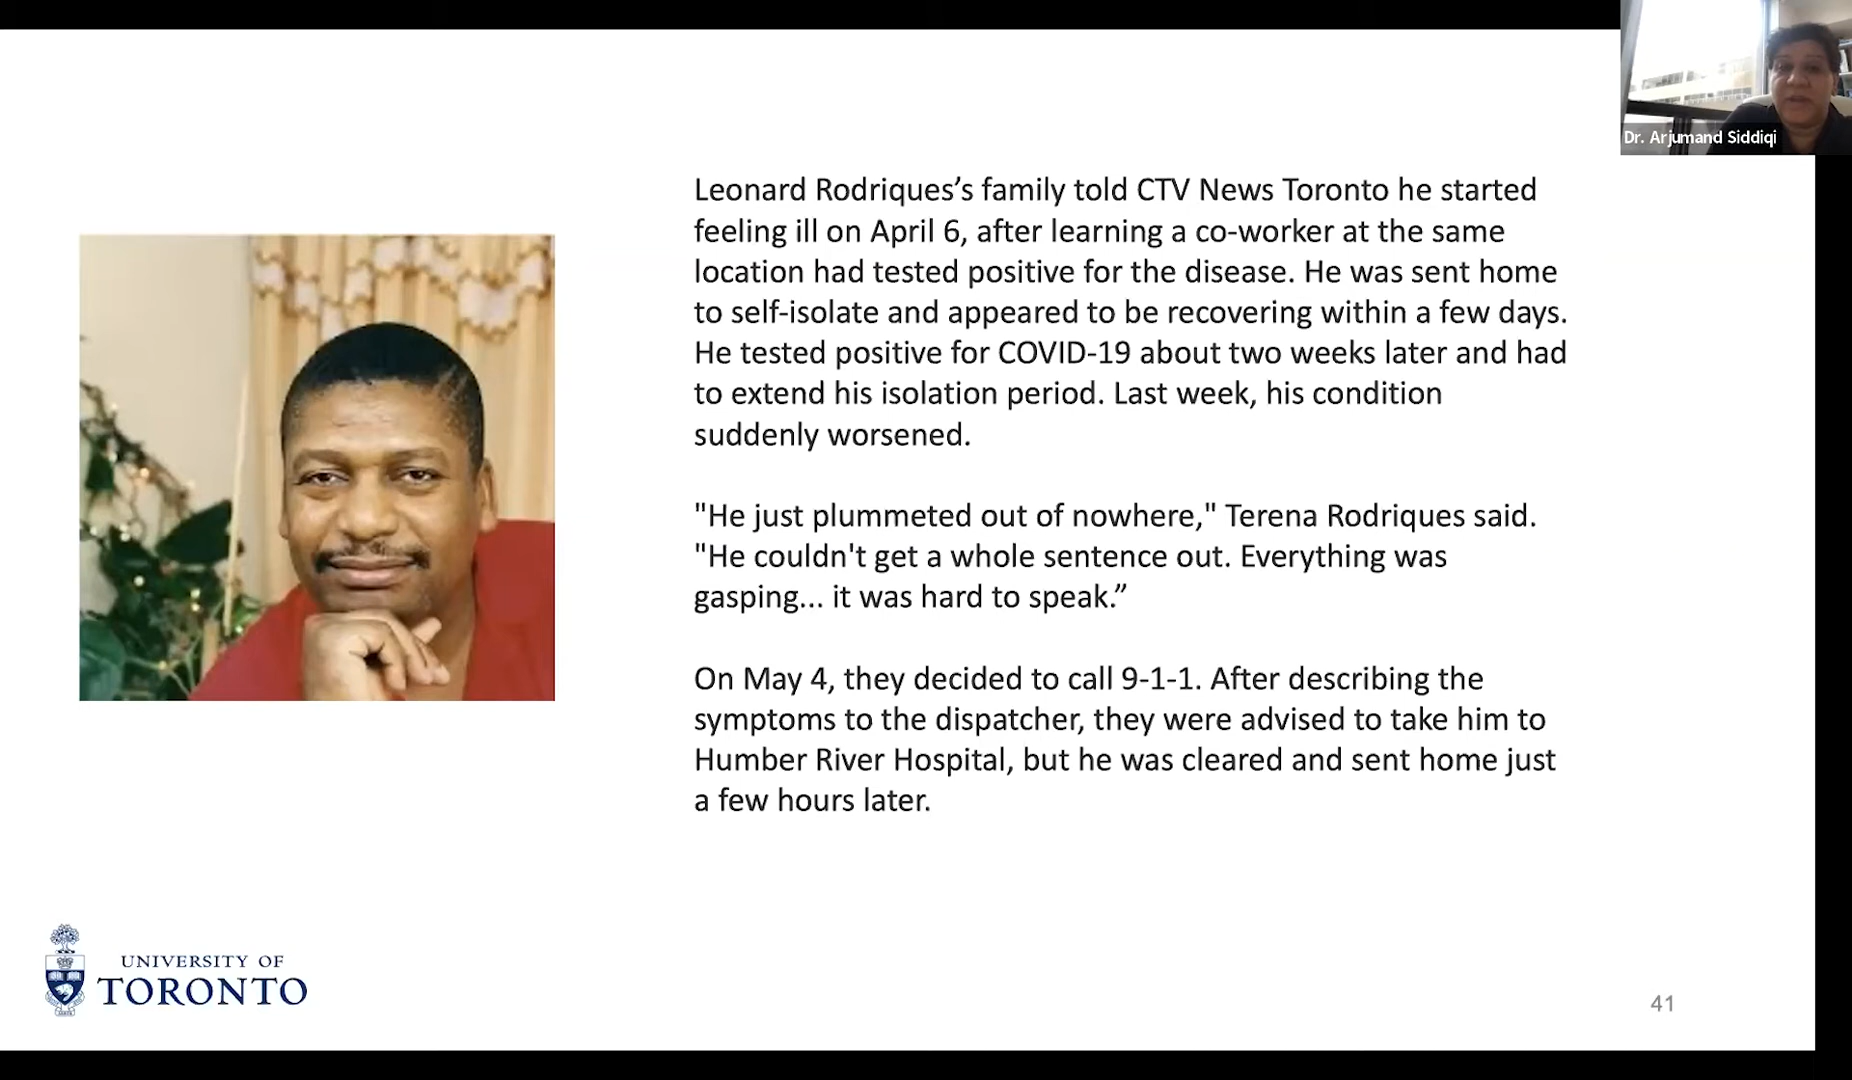 Dr. Arjumand Siddiqi
Leonard Rodriques’s family told CTV News Toronto he started
feeling ill on April 6, after learning a co-worker at the same
location had tested positive for the disease. He was sent home
to self-isolate and appeared to be recovering within a few days.
He tested positive for COVID-19 about two weeks later and had
to extend his isolation period. Last week, his condition
suddenly worsened.
"He just plummeted out of nowhere," Terena Rodriques said.
"He couldn't get a whole sentence out. Everything was
gasping... it was hard to speak.”
On May 4, they decided to call 9-1-1. After describing the
symptoms to the dispatcher, they were advised to take him to
Humber River Hospital, but he was cleared and sent home just
a few hours later.
UNIVERSITY OF
TORONTO
41